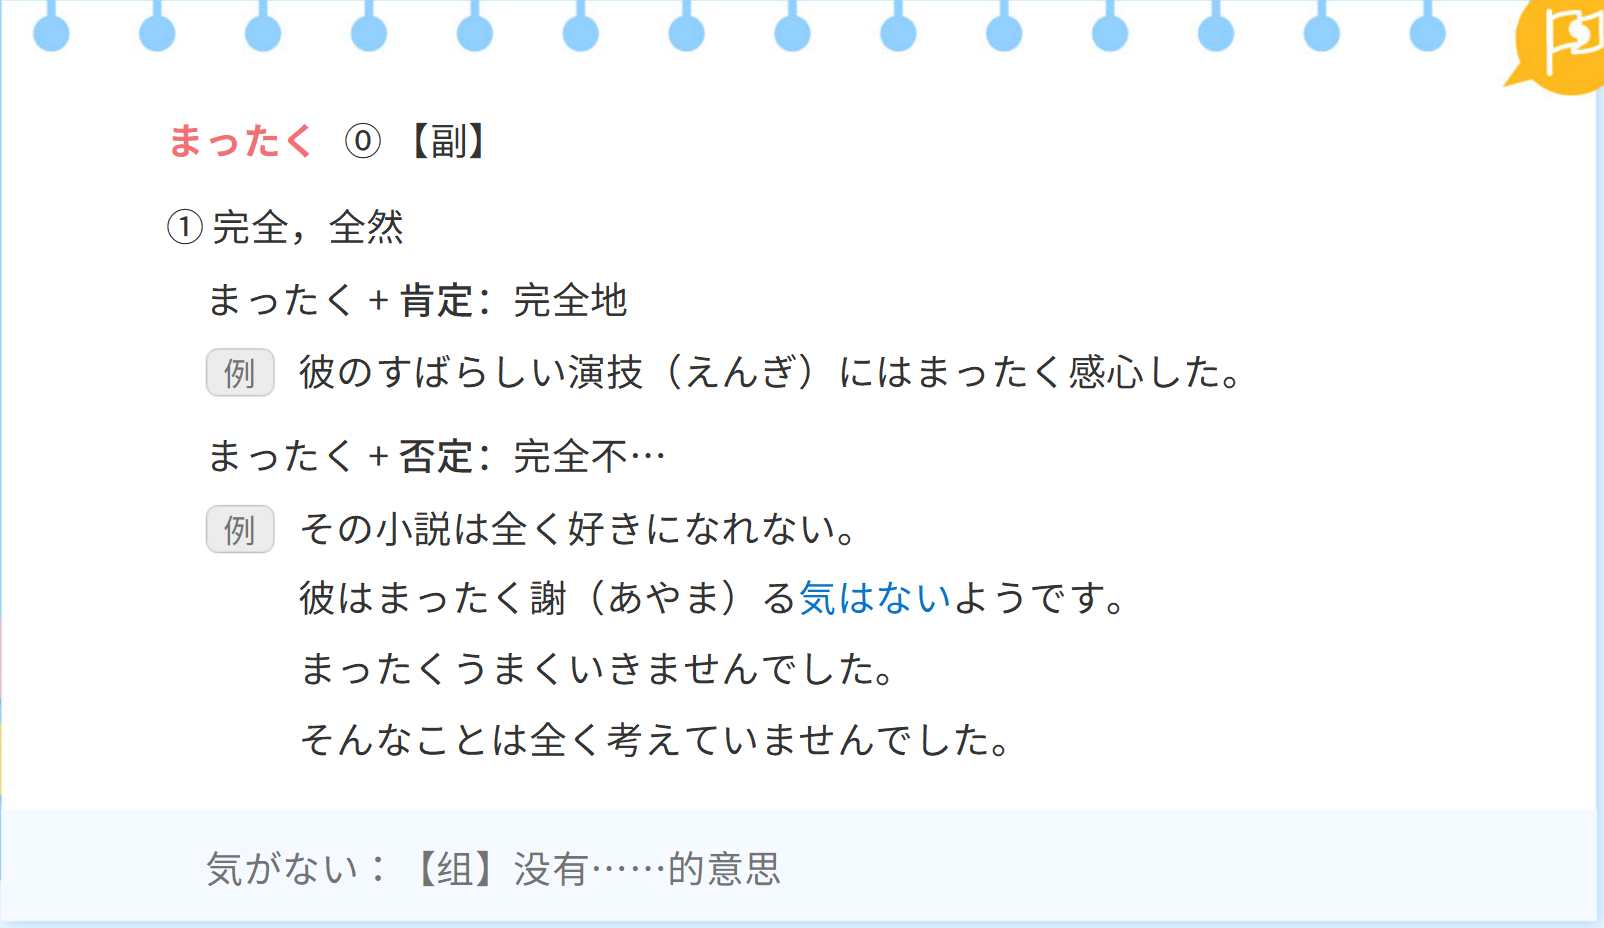 まったく ⓪【副】
①完全，全然
まったく + 肯定：完全地
例 彼のすばらしい演技（えんぎ）にはまったく感心した。
まったく + 否定：完全不…
例 その小説は全く好きになれない。
彼はまったく謝（あやま）る気はないようです。
まったくうまくいきませんでした。
そんなことは全く考えていませんでした。
気がない：【组】没有……的意思